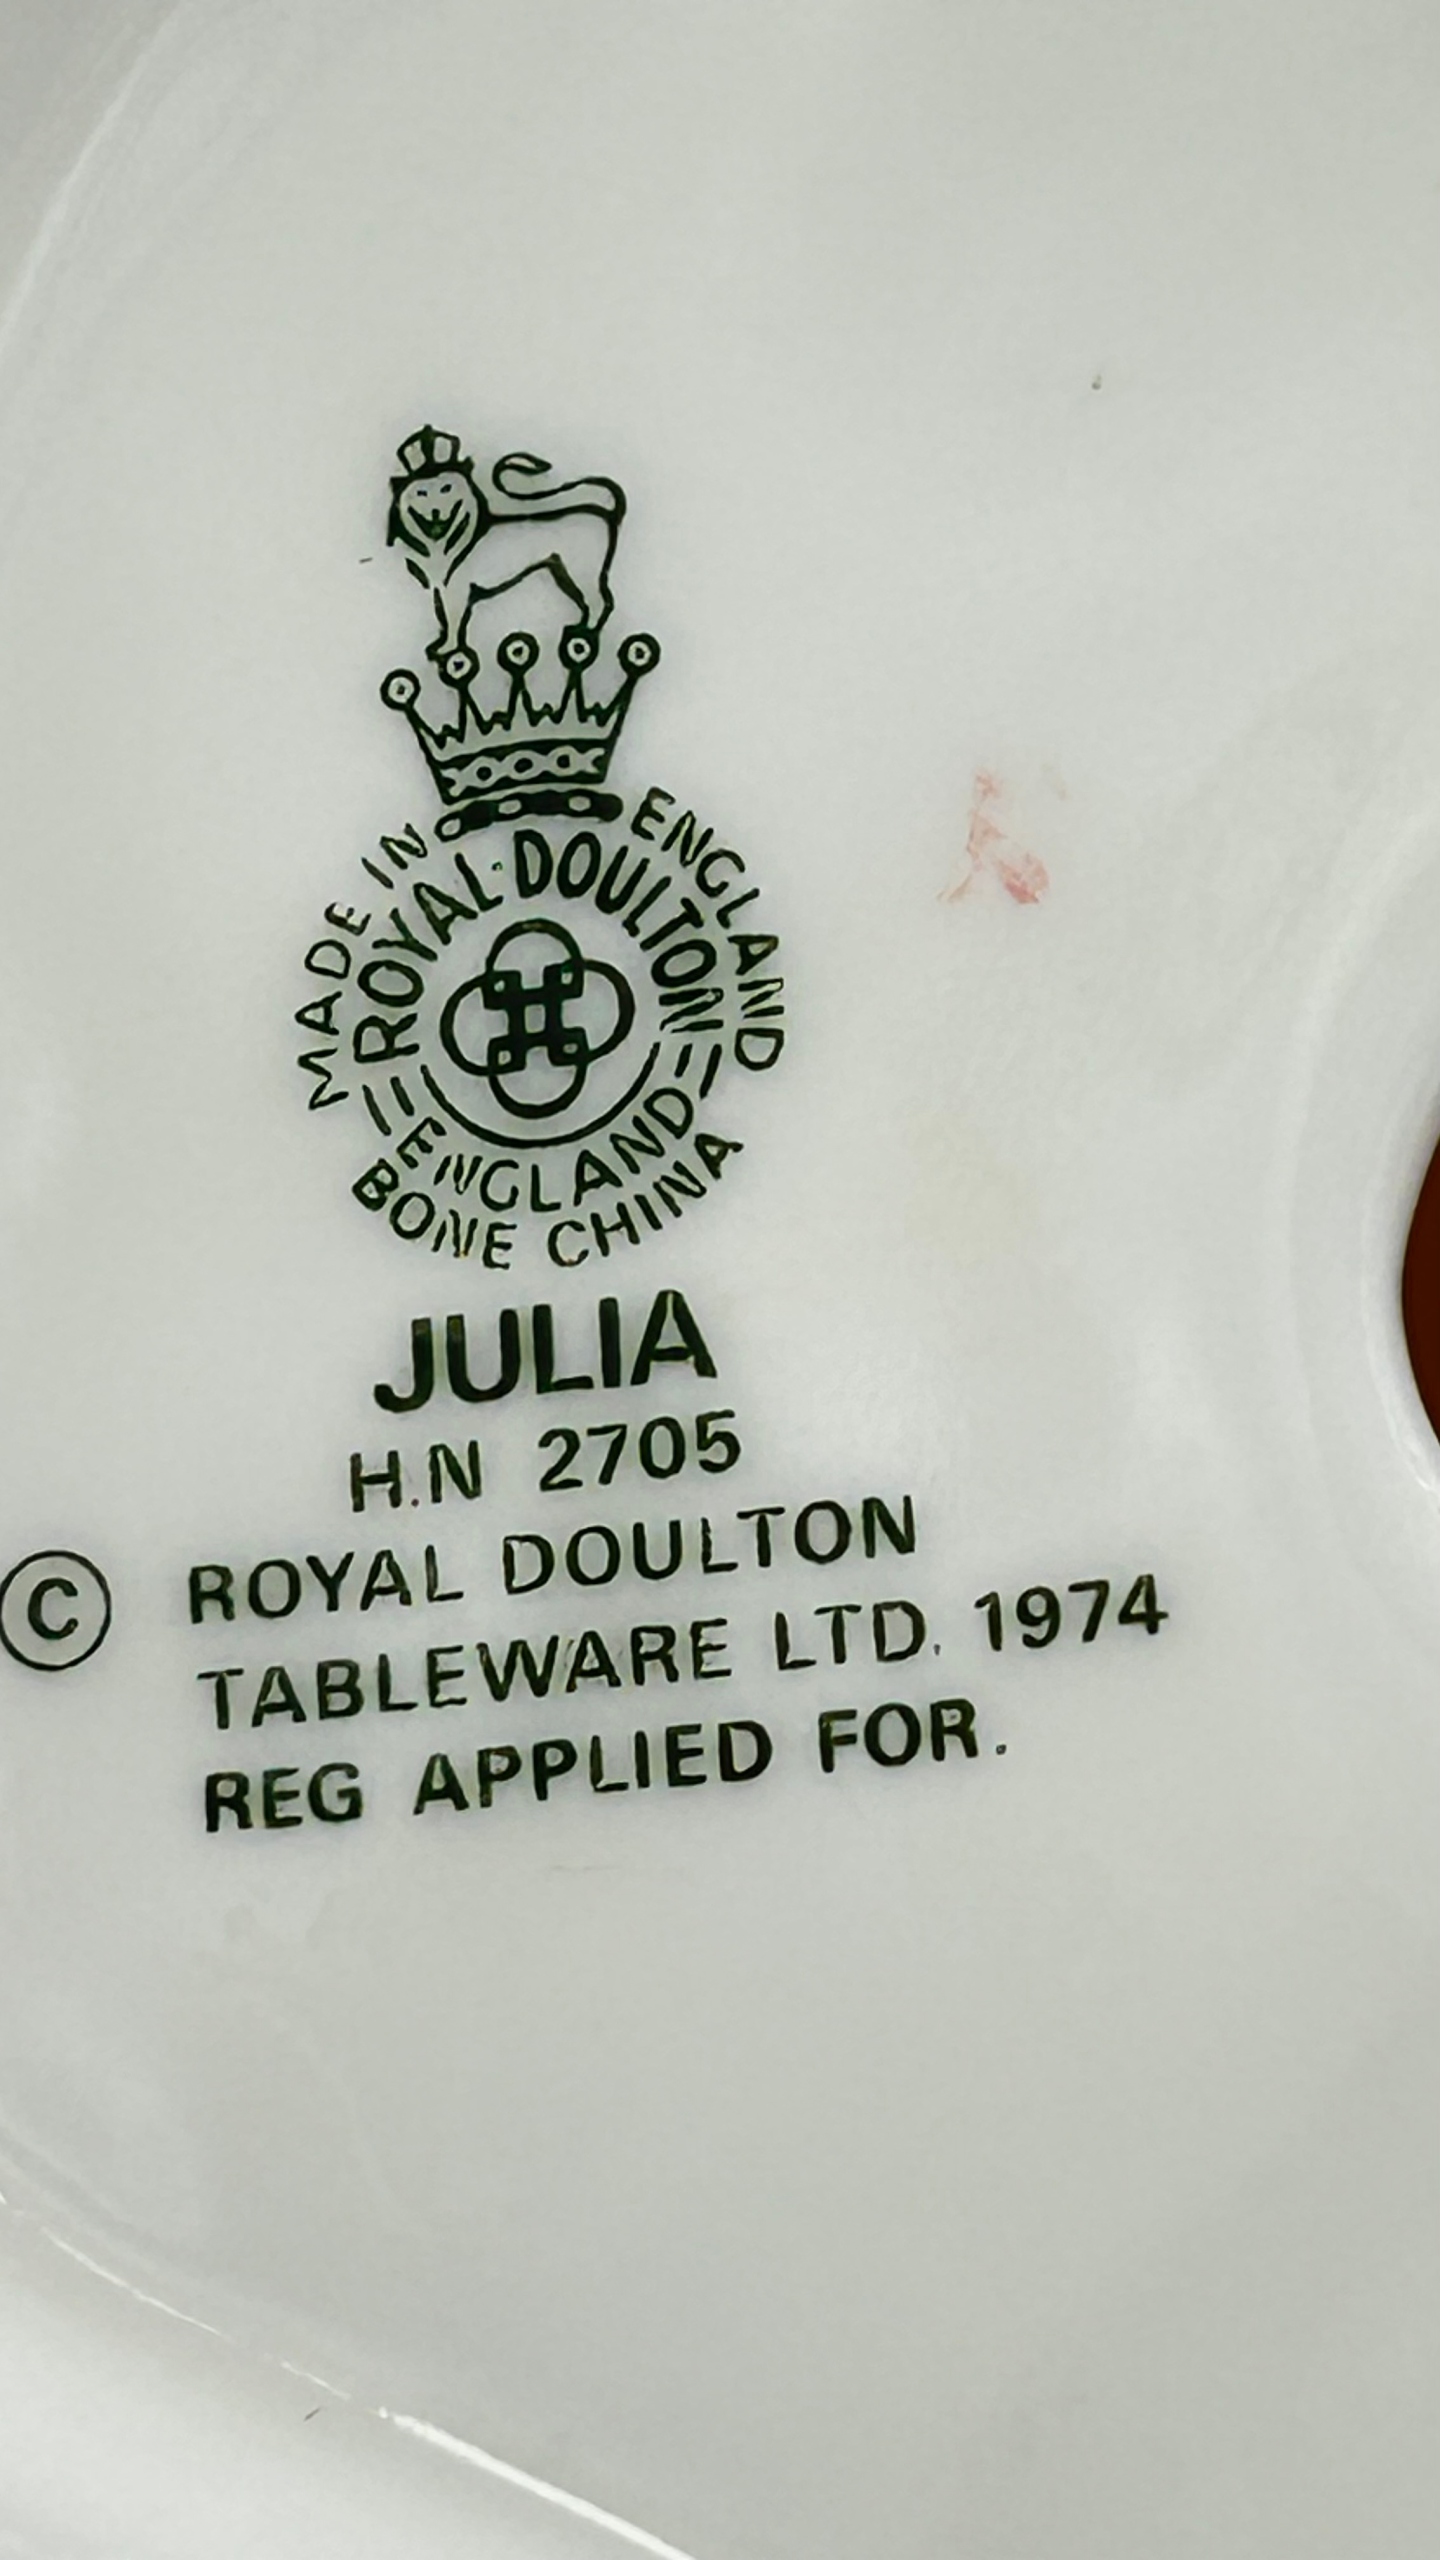 MADE IN ENGLAND
ROYAL DOULTON
ENGLAND
BONE CHINA
JULIA
H.N 2705
© ROYAL DOULTON
TABLEWARE LTD. 1974
REG APPLIED FOR.